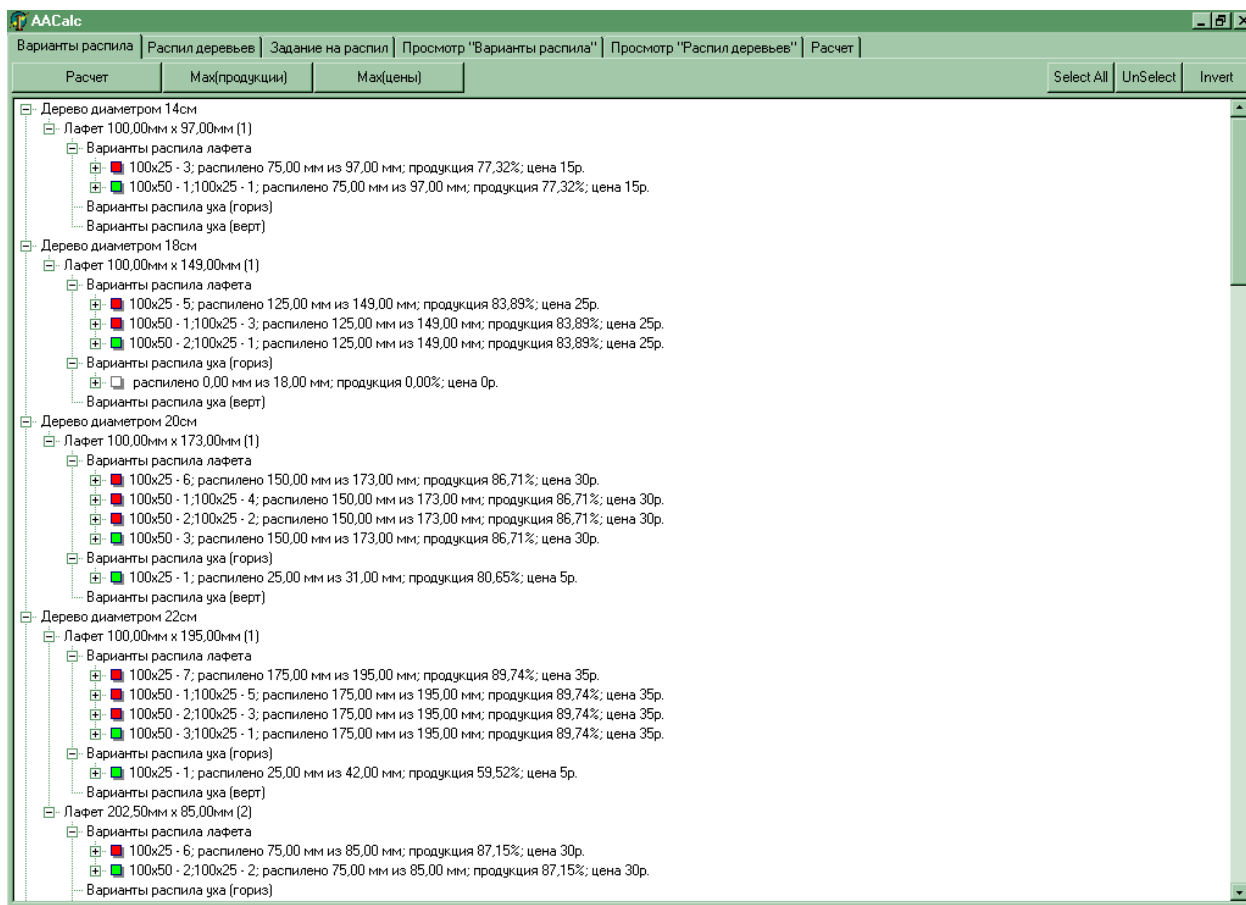 AACalc
Варианты распила Распил деревьев Задание на распил Просмотр "Варианты распила" Просмотр "Распил деревьев" Расчет
Расчет Max(продукции) Max(цены) Select All UnSelect Invert
Дерево диаметром 14см
Лафет 100,00мм x 97,00мм (1)
Варианты распила лафета
100x25 - 3; распилено 75,00 мм из 97,00 мм; продукция 77,32%; цена 15р.
100x50 - 1;100x25 - 1; распилено 75,00 мм из 97,00 мм; продукция 77,32%; цена 15р.
Варианты распила уха (гориз)
Варианты распила уха (верт)
Дерево диаметром 18см
Лафет 100,00мм x 149,00мм (1)
Варианты распила лафета
100x25 - 5; распилено 125,00 мм из 149,00 мм; продукция 83,89%; цена 25р.
100x50 - 1;100x25 - 3; распилено 125,00 мм из 149,00 мм; продукция 83,89%; цена 25р.
100x50 - 2;100x25 - 1; распилено 125,00 мм из 149,00 мм; продукция 83,89%; цена 25р.
Варианты распила уха (гориз)
распилено 0,00 мм из 18,00 мм; продукция 0,00%; цена 0р.
Варианты распила уха (верт)
Дерево диаметром 20см
Лафет 100,00мм x 173,00мм (1)
Варианты распила лафета
100x25 - 6; распилено 150,00 мм из 173,00 мм; продукция 86,71%; цена 30р.
100x50 - 1;100x25 - 4; распилено 150,00 мм из 173,00 мм; продукция 86,71%; цена 30р.
100x50 - 2;100x25 - 2; распилено 150,00 мм из 173,00 мм; продукция 86,71%; цена 30р.
100x50 - 3; распилено 150,00 мм из 173,00 мм; продукция 86,71%; цена 30р.
Варианты распила уха (гориз)
100x25 - 1; распилено 25,00 мм из 31,00 мм; продукция 80,65%; цена 5р.
Варианты распила уха (верт)
Дерево диаметром 22см
Лафет 100,00мм x 195,00мм (1)
Варианты распила лафета
100x25 - 7; распилено 175,00 мм из 195,00 мм; продукция 89,74%; цена 35р.
100x50 - 1;100x25 - 5; распилено 175,00 мм из 195,00 мм; продукция 89,74%; цена 35р.
100x50 - 2;100x25 - 3; распилено 175,00 мм из 195,00 мм; продукция 89,74%; цена 35р.
100x50 - 3;100x25 - 1; распилено 175,00 мм из 195,00 мм; продукция 89,74%; цена 35р.
Варианты распила уха (гориз)
100x25 - 1; распилено 25,00 мм из 42,00 мм; продукция 59,52%; цена 5р.
Варианты распила уха (верт)
Лафет 202,50мм x 85,00мм (2)
Варианты распила лафета
100x25 - 6; распилено 75,00 мм из 85,00 мм; продукция 87,15%; цена 30р.
100x50 - 2;100x25 - 2; распилено 75,00 мм из 85,00 мм; продукция 87,15%; цена 30р.
Варианты распила уха (гориз)